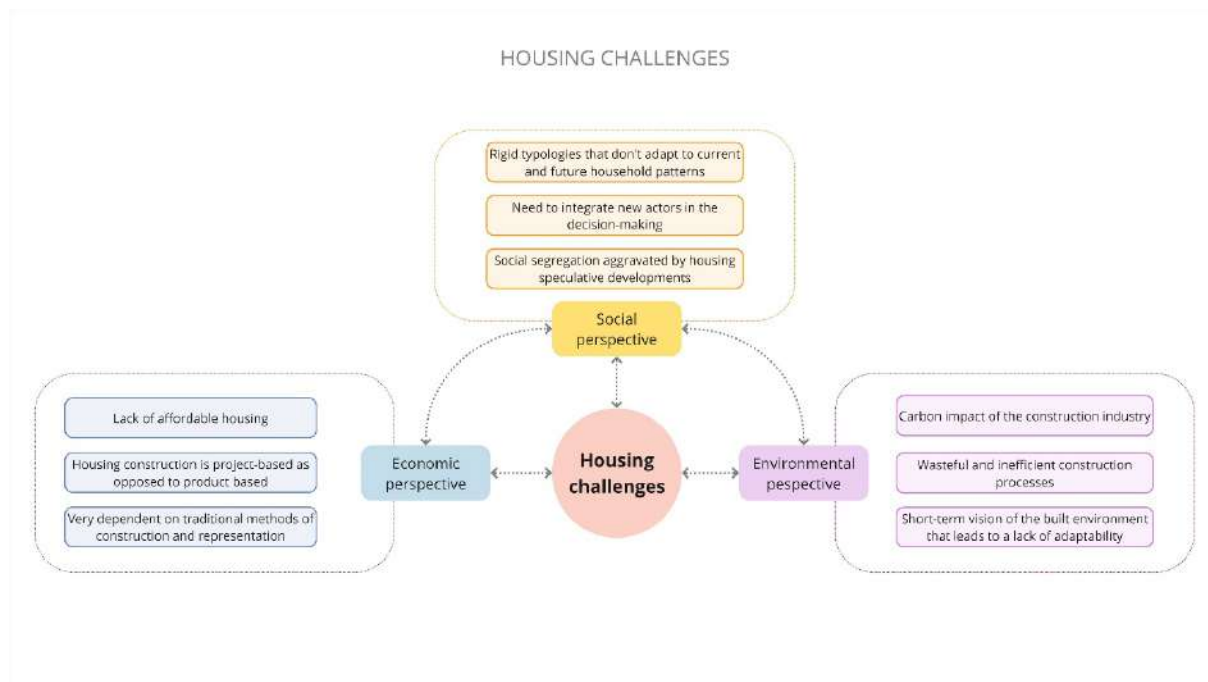 HOUSING CHALLENGES
Rigid typologies that don't adapt to current
and future household patterns
Need to integrate new actors in the
decision-making
Social segregation aggravated by housing
speculative developments
Social
perspective
Lack of affordable housing
Housing construction is project-based as
opposed to product based
Very dependent on traditional methods of
construction and representation
Economic
perspective
Housing
challenges
Environmental
pespective
Carbon impact of the construction industry
Wasteful and inefficient construction
processes
Short-term vision of the built environment
that leads to a lack of adaptability